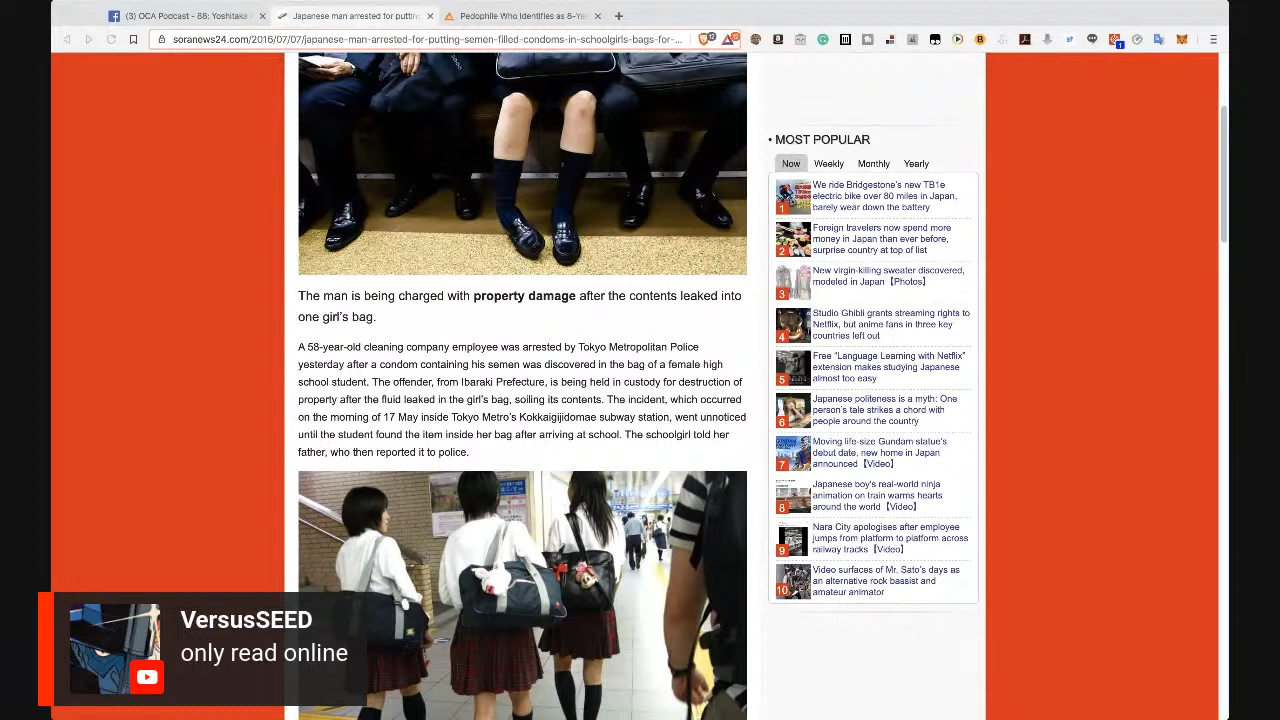 (3) OCA Podcast - 88: Yoshitaka
Japanese man arrested for puttin
Pedophile Who Identifies as 8-Ye
soranews24.com/2016/07/07/japanese-man-arrested-for-putting-semen-filled-condoms-in-schoolgirls-bags-for-...
The man is being charged with property damage after the contents leaked into
one girl's bag.
A 58-year-old cleaning company employee was arrested by Tokyo Metropolitan Police
yesterday after a condom containing his semen was discovered in the bag of a female high
school student. The offender, from Ibaraki Prefecture, is being held in custody for destruction of
property after the fluid leaked in the girl's bag, soiling its contents. The incident, which occurred
on the morning of 17 May inside Tokyo Metro's Kokkaigijidomae subway station, went unnoticed
until the student found the item inside her bag after arriving at school. The schoolgirl told her
father, who then reported it to police.
• MOST POPULAR
Now Weekly Monthly Yearly
1
We ride Bridgestone's new TB1e
electric bike over 80 miles in Japan,
barely wear down the battery
2
Foreign travelers now spend more
money in Japan than ever before,
surprise country at top of list
3
New virgin-killing sweater discovered,
modeled in Japan【Photos】
4
Studio Ghibli grants streaming rights to
Netflix, but anime fans in three key
countries left out
5
Free "Language Learning with Netflix"
extension makes studying Japanese
almost too easy
6
Japanese politeness is a myth: One
person's tale strikes a chord with
people around the country
7
Moving life-size Gundam statue's
debut date, new home in Japan
announced【Video】
8
Japanese boy's real-world ninja
animation on train warms hearts
around the world【Video】
9
Nara City apologises after employee
jumps from platform to platform across
railway tracks【Video】
10
Video surfaces of Mr. Sato's days as
an alternative rock bassist and
amateur animator
VersusSEED
only read online